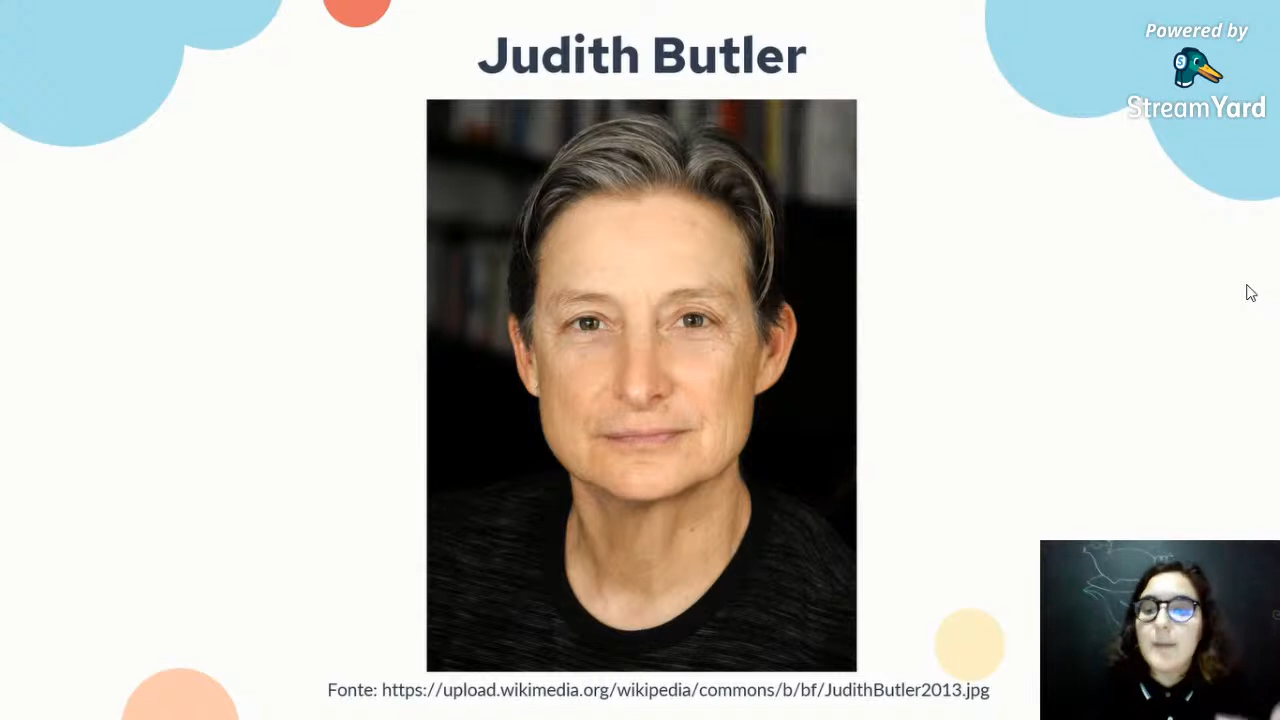 Judith Butler
Powered by
StreamYard
Fonte: https://upload.wikimedia.org/wikipedia/commons/b/bf/JudithButler2013.jpg